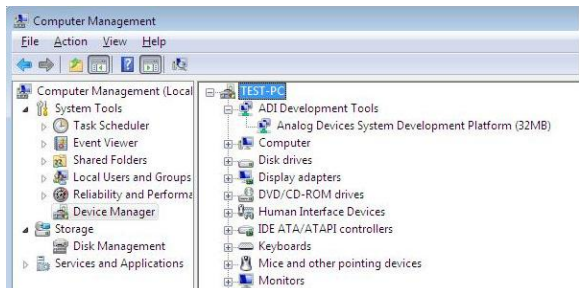 Computer Management
File Action View Help
Computer Management (Local
System Tools
Task Scheduler
Event Viewer
Shared Folders
Local Users and Groups
Reliability and Performa
Device Manager
Storage
Disk Management
Services and Applications
TEST-PC
ADI Development Tools
Analog Devices System Development Platform (32MB)
Computer
Disk drives
Display adapters
DVD/CD-ROM drives
Human Interface Devices
IDE ATA/ATAPI controllers
Keyboards
Mice and other pointing devices
Monitors